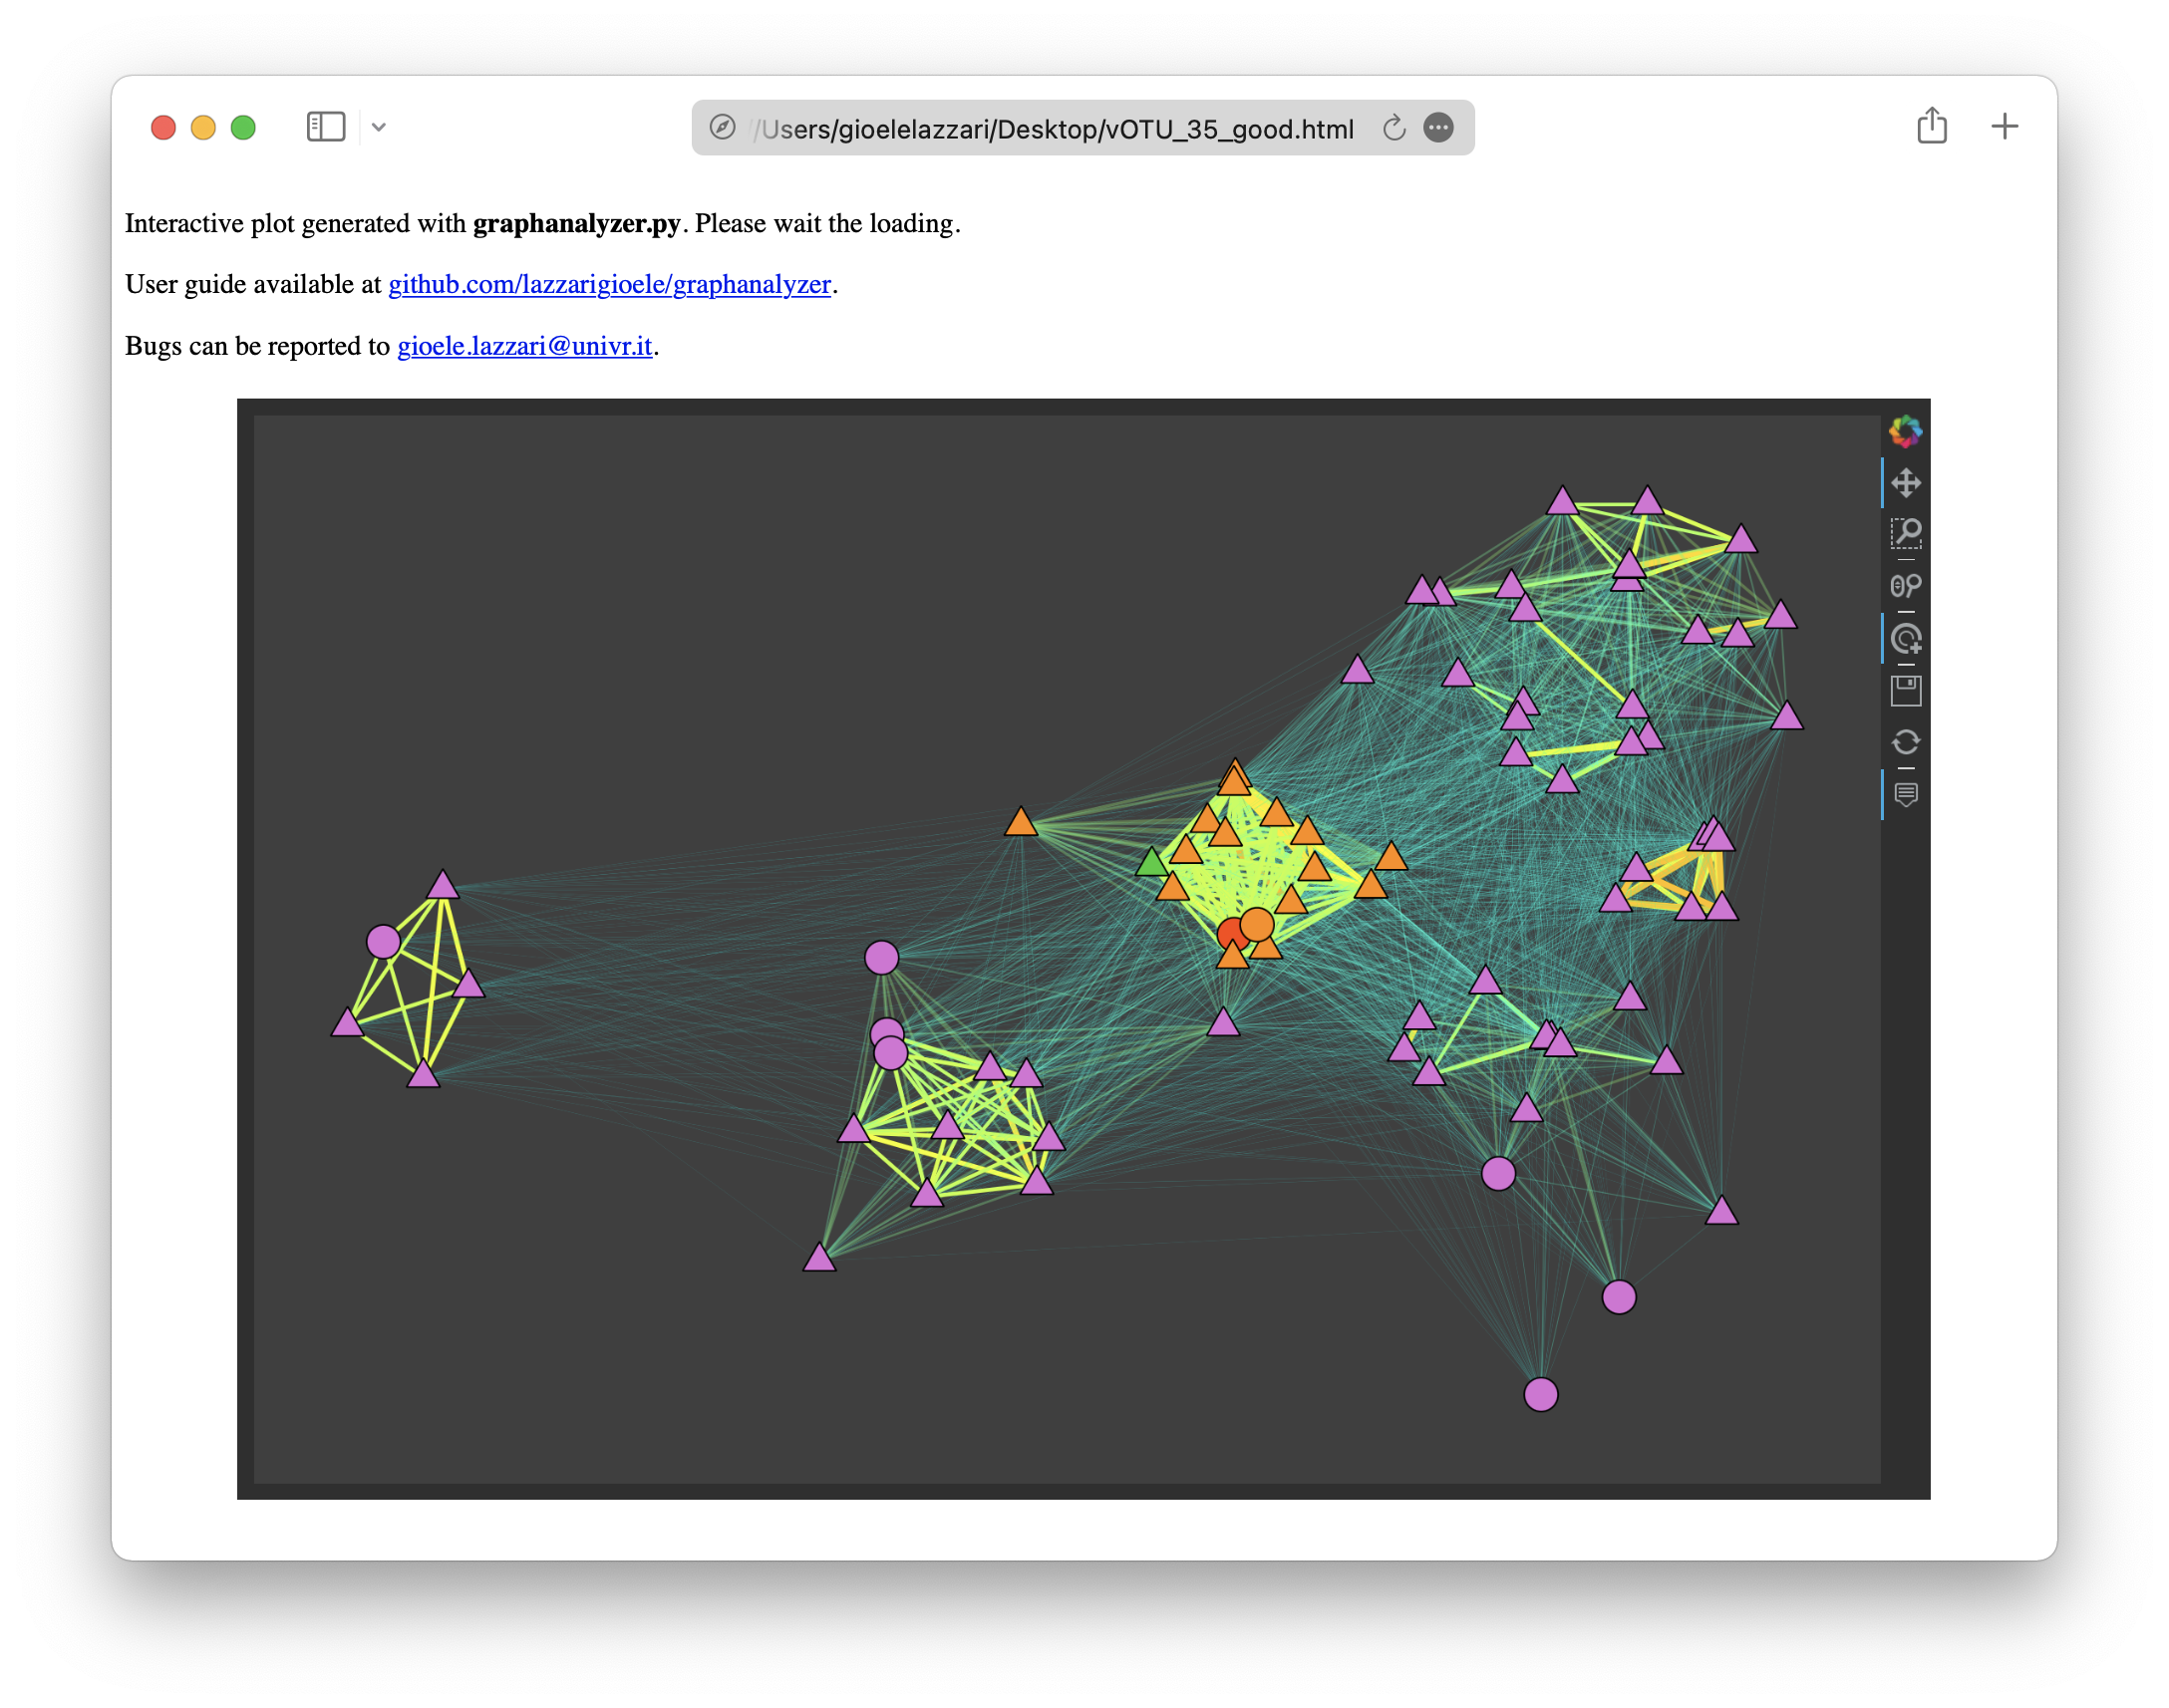 //Users/gioelelazzari/Desktop/vOTU_35_good.html
Interactive plot generated with graphanalyzer.py. Please wait the loading.
User guide available at github.com/lazzarigioele/graphanalyzer.
Bugs can be reported to gioele.lazzari@univr.it.